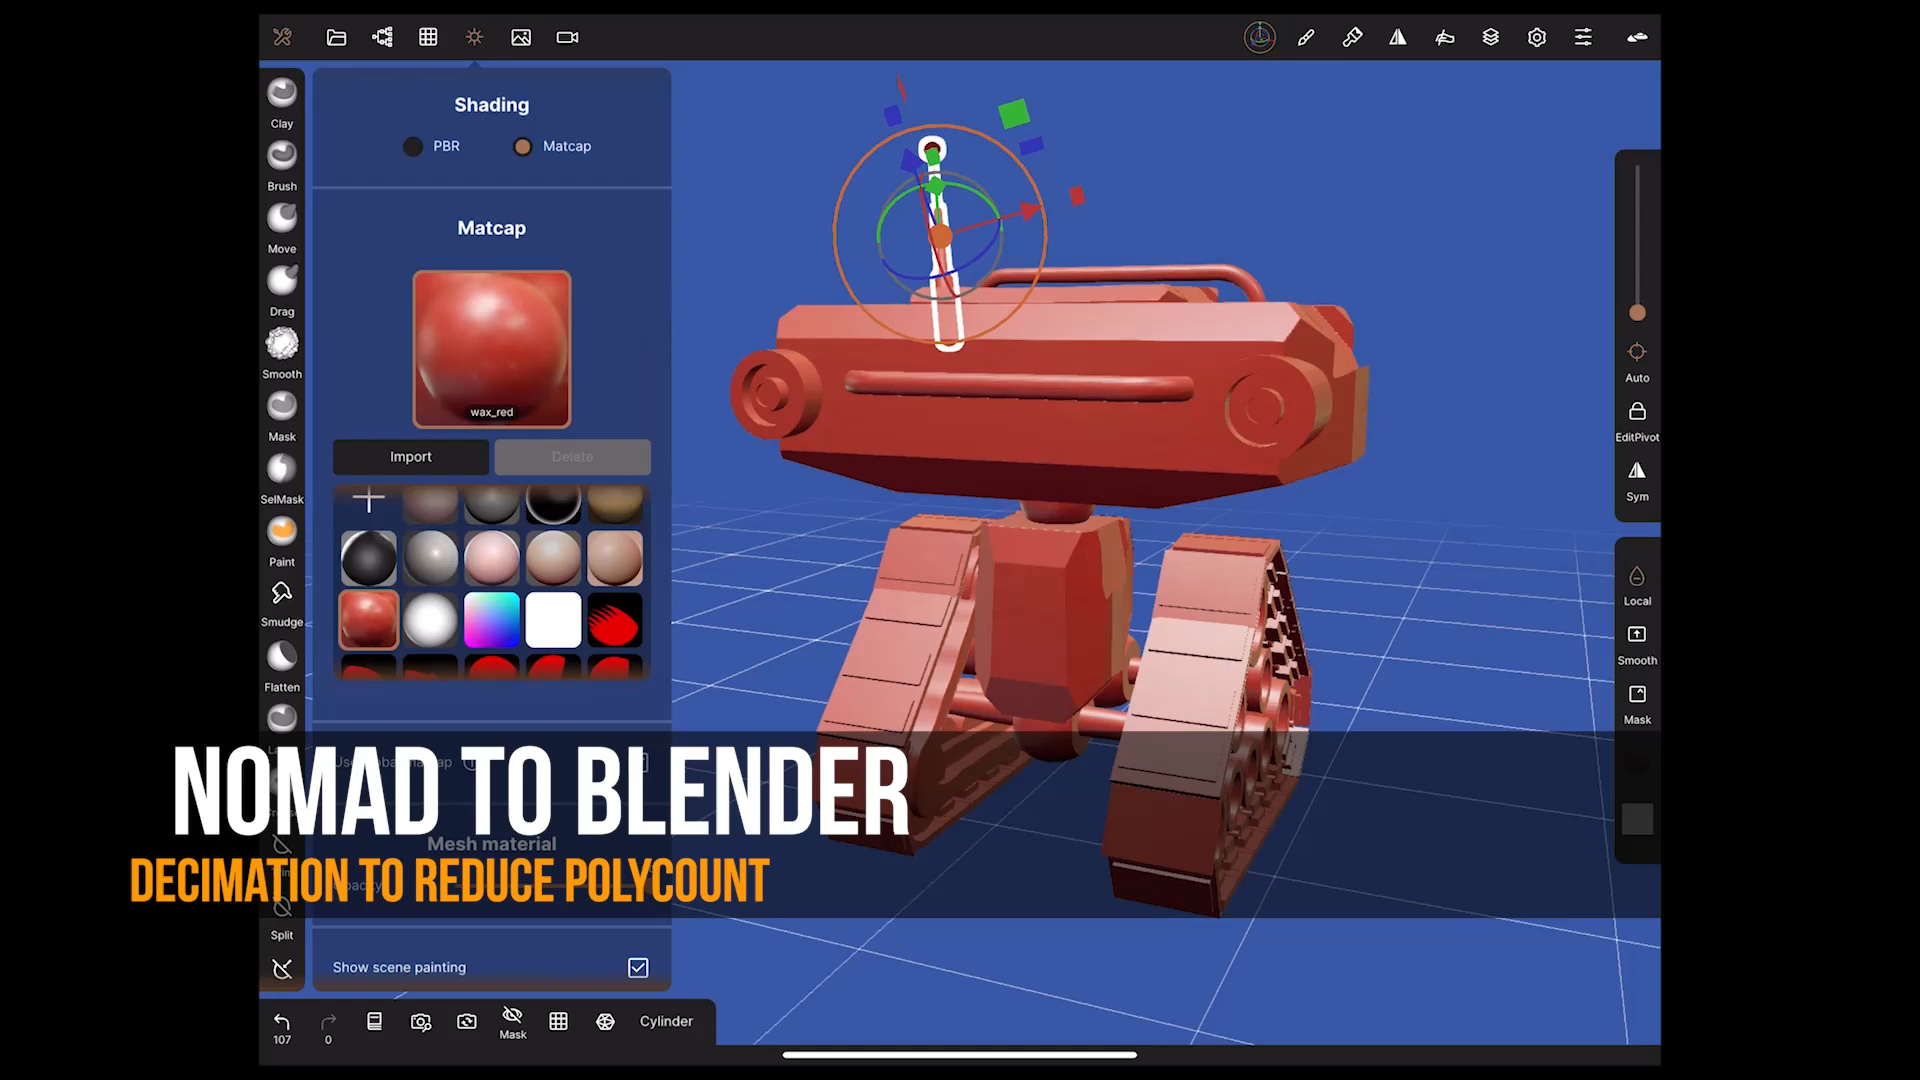 Shading
PBR
Matcap
Matcap
wax_red
Import
Delete
Clay
Brush
Move
Drag
Smooth
Mask
SelMask
Paint
Smudge
Flatten
NOMAD TO BLENDER
Mesh material
DECIMATION TO REDUCE POLYCOUNT
Split
Show scene painting
107
0
Mask
Cylinder
Auto
EditPivot
Sym
Local
Smooth
Mask